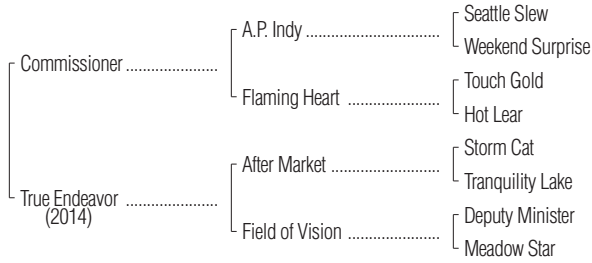 Seattle Slew
A.P. Indy ............................
Weekend Surprise
Commissioner .......................
Touch Gold
Flaming Heart ............................
Hot Lear
Storm Cat
After Market ............................
Tranquility Lake
True Endeavor .......................
(2014)
Deputy Minister
Field of Vision ............................
Meadow Star